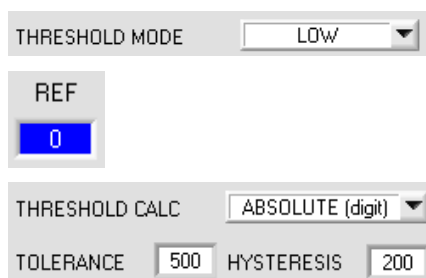 THRESHOLD MODE LOW
REF
0
THRESHOLD CALC ABSOLUTE (digit)
TOLERANCE 500 HYSTERESIS 200